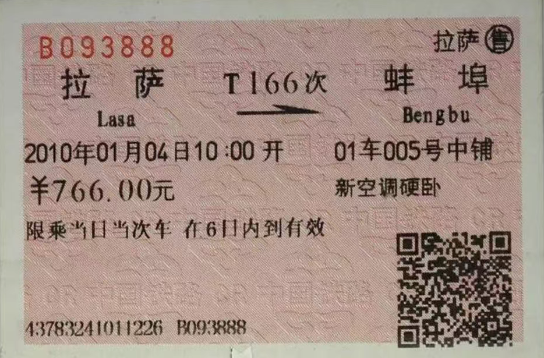 B093888 拉萨售
拉萨 T166次 蚌埠
Lasa Bengbu
2010年01月04日10:00开 01车005号中铺
¥766.00元 新空调硬卧
限乘当日当次车 在6日内到有效
43783241011226 B093888